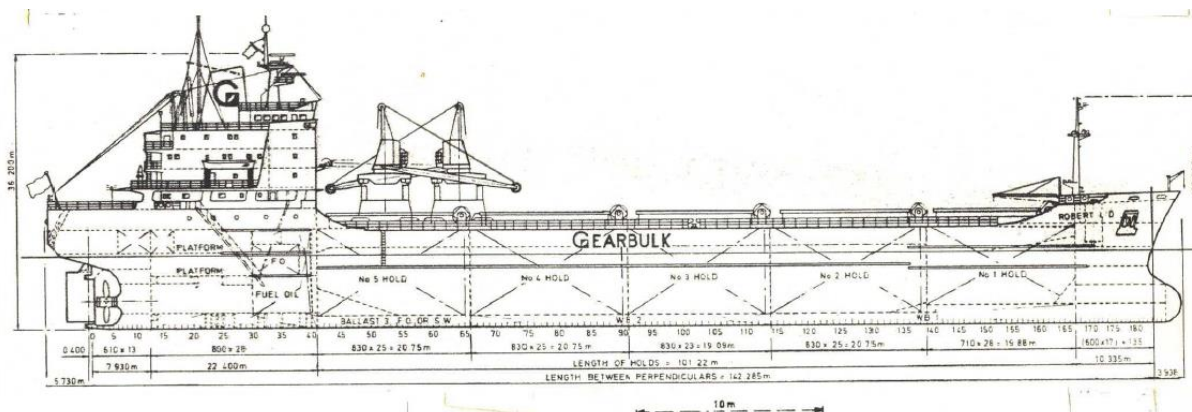 G
36.200m
ROBERT L D
GEARBULK
PLATFORM
F O
PLATFORM
FUEL OIL
No 5 HOLD
No 4 HOLD
No 3 HOLD
No 2 HOLD
No 1 HOLD
BALLAST 3, F.O. OR S.W
WB 2
WB 1
0 5 10 15 20 25 30 35 40 45 50 55 60 65 70 75 80 85 90 95 100 105 110 115 120 125 130 135 140 145 150 155 160 165 170 175 180
0.400
610 x 13
800 x 28
830 x 25 = 20.75m
830 x 25 = 20.75m
830 x 23 = 19.09m
830 x 25 = 20.75m
710 x 28 = 19.88m
7.930m
22.400m
LENGTH OF HOLDS = 101.22m
10.335m
5.730m
LENGTH BETWEEN PERPENDICULARS = 142.285m
10m